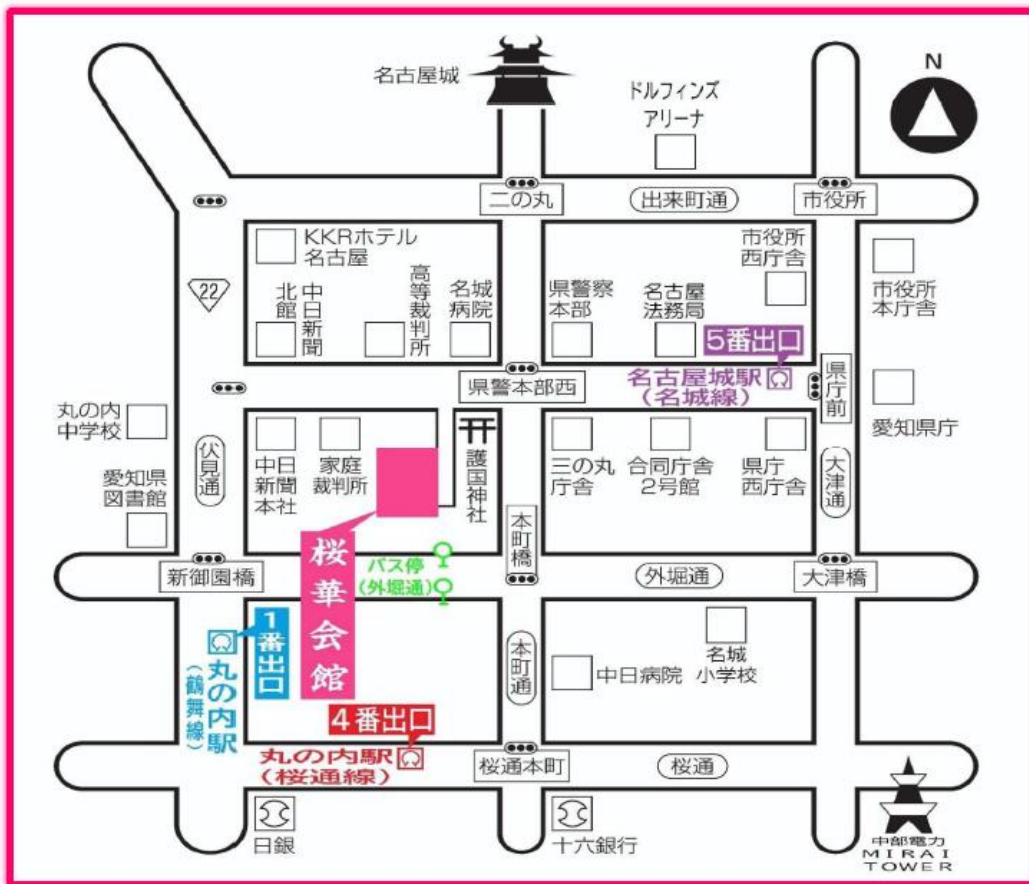 名古屋城
ドルフィンズ
アリーナ
N
二の丸
出来町通
市役所
KKRホテル
名古屋
市役所
西庁舎
22
中日新聞
北館
高等裁判所
名城
病院
県警察
本部
名古屋
法務局
市役所
本庁舎
5番出口
名古屋城駅
(名城線)
県警本部西
県庁前
丸の内
中学校
愛知県庁
伏見通
中日
新聞
本社
家庭
裁判所
護国神社
三の丸
庁舎
合同庁舎
2号館
県庁
西庁舎
大津通
愛知県
図書館
本町橋
桜華会館
バス停
(外堀通)
新御園橋
外堀通
大津橋
1番出口
丸の内駅
(鶴舞線)
本町通
中日病院
名城
小学校
4番出口
丸の内駅
(桜通線)
桜通本町
桜通
日銀
十六銀行
中部電力
MIRAI
TOWER